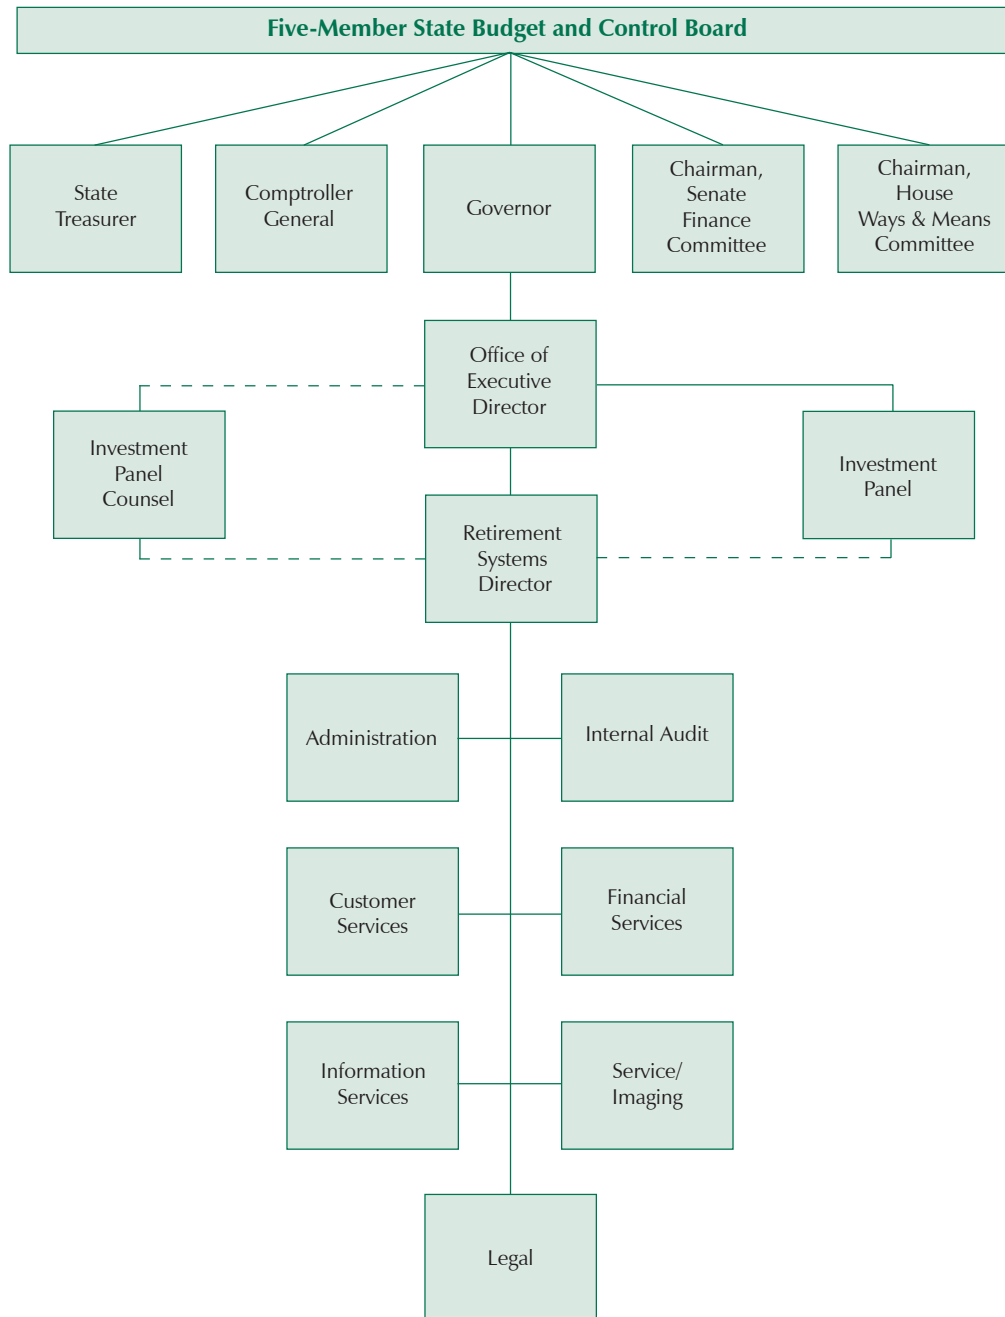 Five-Member State Budget and Control Board
State
Treasurer
Comptroller
General
Governor
Chairman,
Senate
Finance
Committee
Chairman,
House
Ways & Means
Committee
Office of
Executive
Director
Investment
Panel
Counsel
Investment
Panel
Retirement
Systems
Director
Administration
Internal Audit
Customer
Services
Financial
Services
Information
Services
Service/
Imaging
Legal